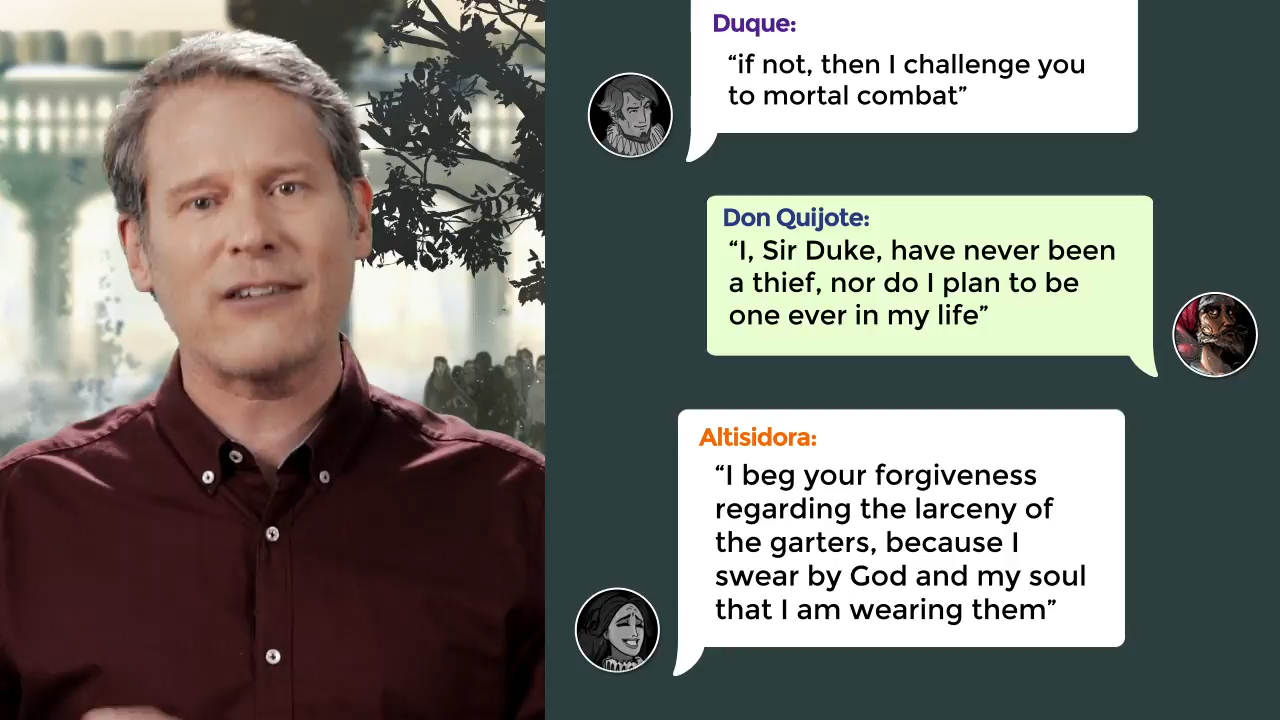 Duque:
“if not, then I challenge you
to mortal combat”
Don Quijote:
“I, Sir Duke, have never been
a thief, nor do I plan to be
one ever in my life”
Altisidora:
“I beg your forgiveness
regarding the larceny of
the garters, because I
swear by God and my soul
that I am wearing them”